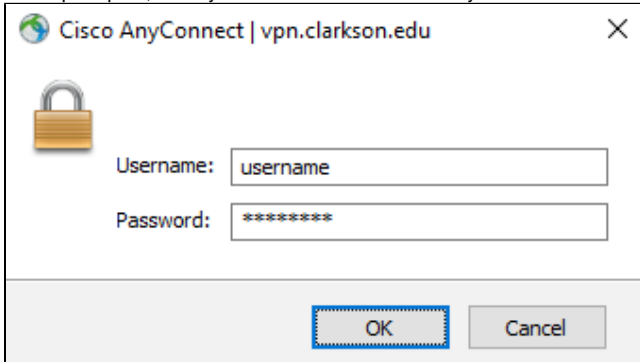 Cisco AnyConnect | vpn.clarkson.edu
Username: username
Password: ********
OK Cancel